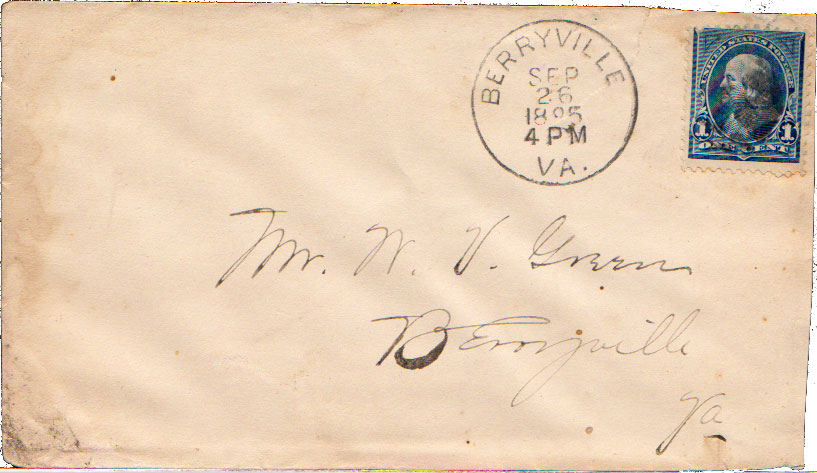 BERRYVILLE
SEP
26
1895
4 PM
VA.
UNITED STATES POSTAGE
1 1
ONE CENT
Mr. W. V. Green
Berryville
Va